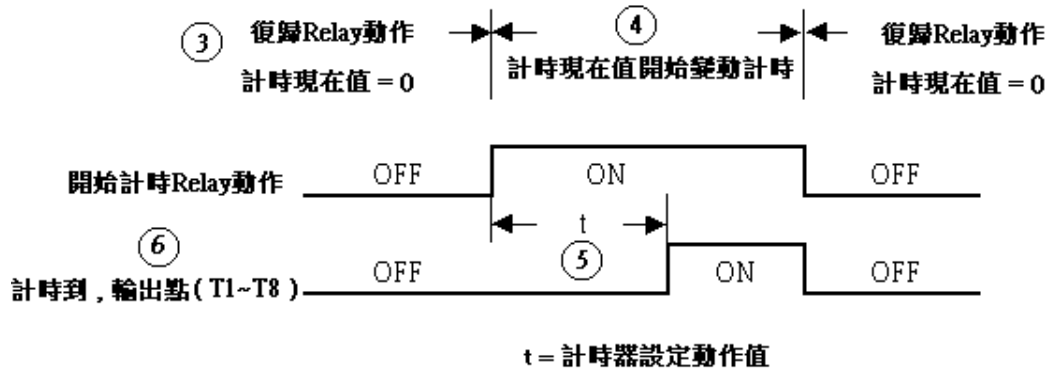 ③ 復歸Relay動作
計時現在值 = 0
④
計時現在值開始變動計時
復歸Relay動作
計時現在值 = 0
開始計時Relay動作
OFF
ON
OFF
t
⑤
⑥
計時到 , 輸出點 ( T1~T8 )
OFF
ON
OFF
t = 計時器設定動作值